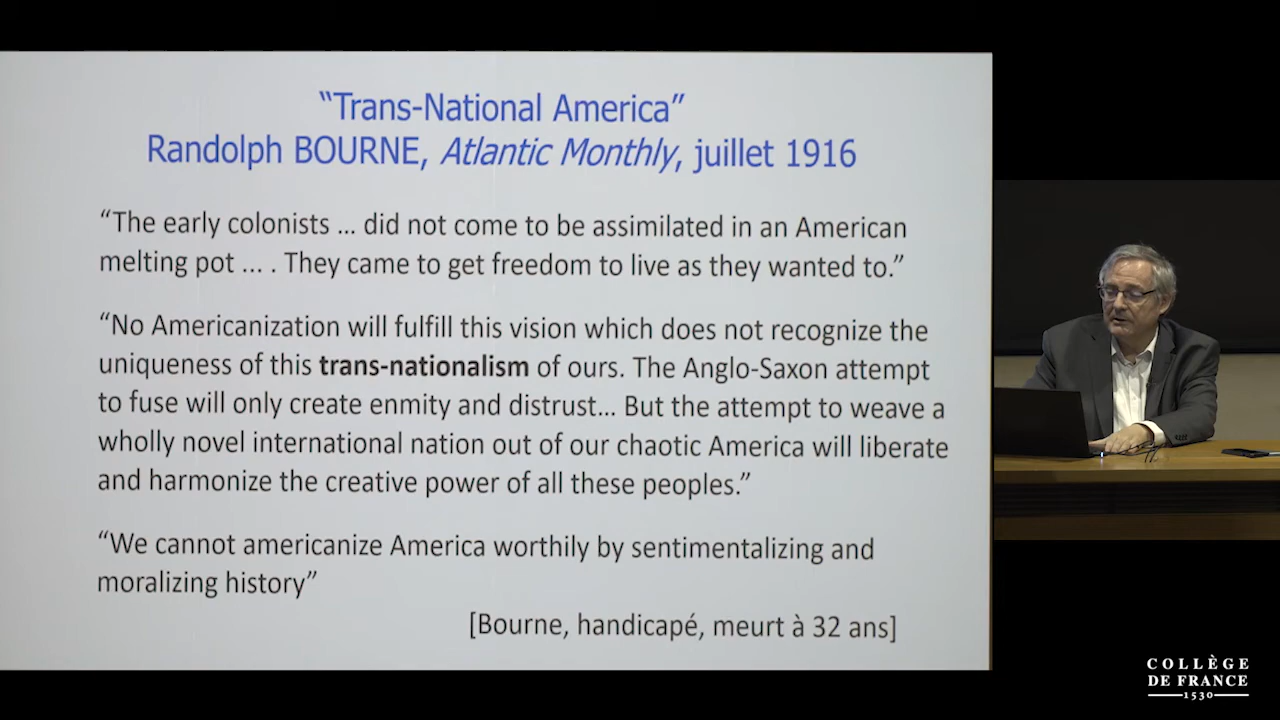 “Trans-National America”
Randolph BOURNE, Atlantic Monthly, juillet 1916
“The early colonists ... did not come to be assimilated in an American
melting pot ... . They came to get freedom to live as they wanted to.”
“No Americanization will fulfill this vision which does not recognize the
uniqueness of this trans-nationalism of ours. The Anglo-Saxon attempt
to fuse will only create enmity and distrust... But the attempt to weave a
wholly novel international nation out of our chaotic America will liberate
and harmonize the creative power of all these peoples.”
“We cannot americanize America worthily by sentimentalizing and
moralizing history”
[Bourne, handicapé, meurt à 32 ans]
COLLÈGE
DE FRANCE
1530